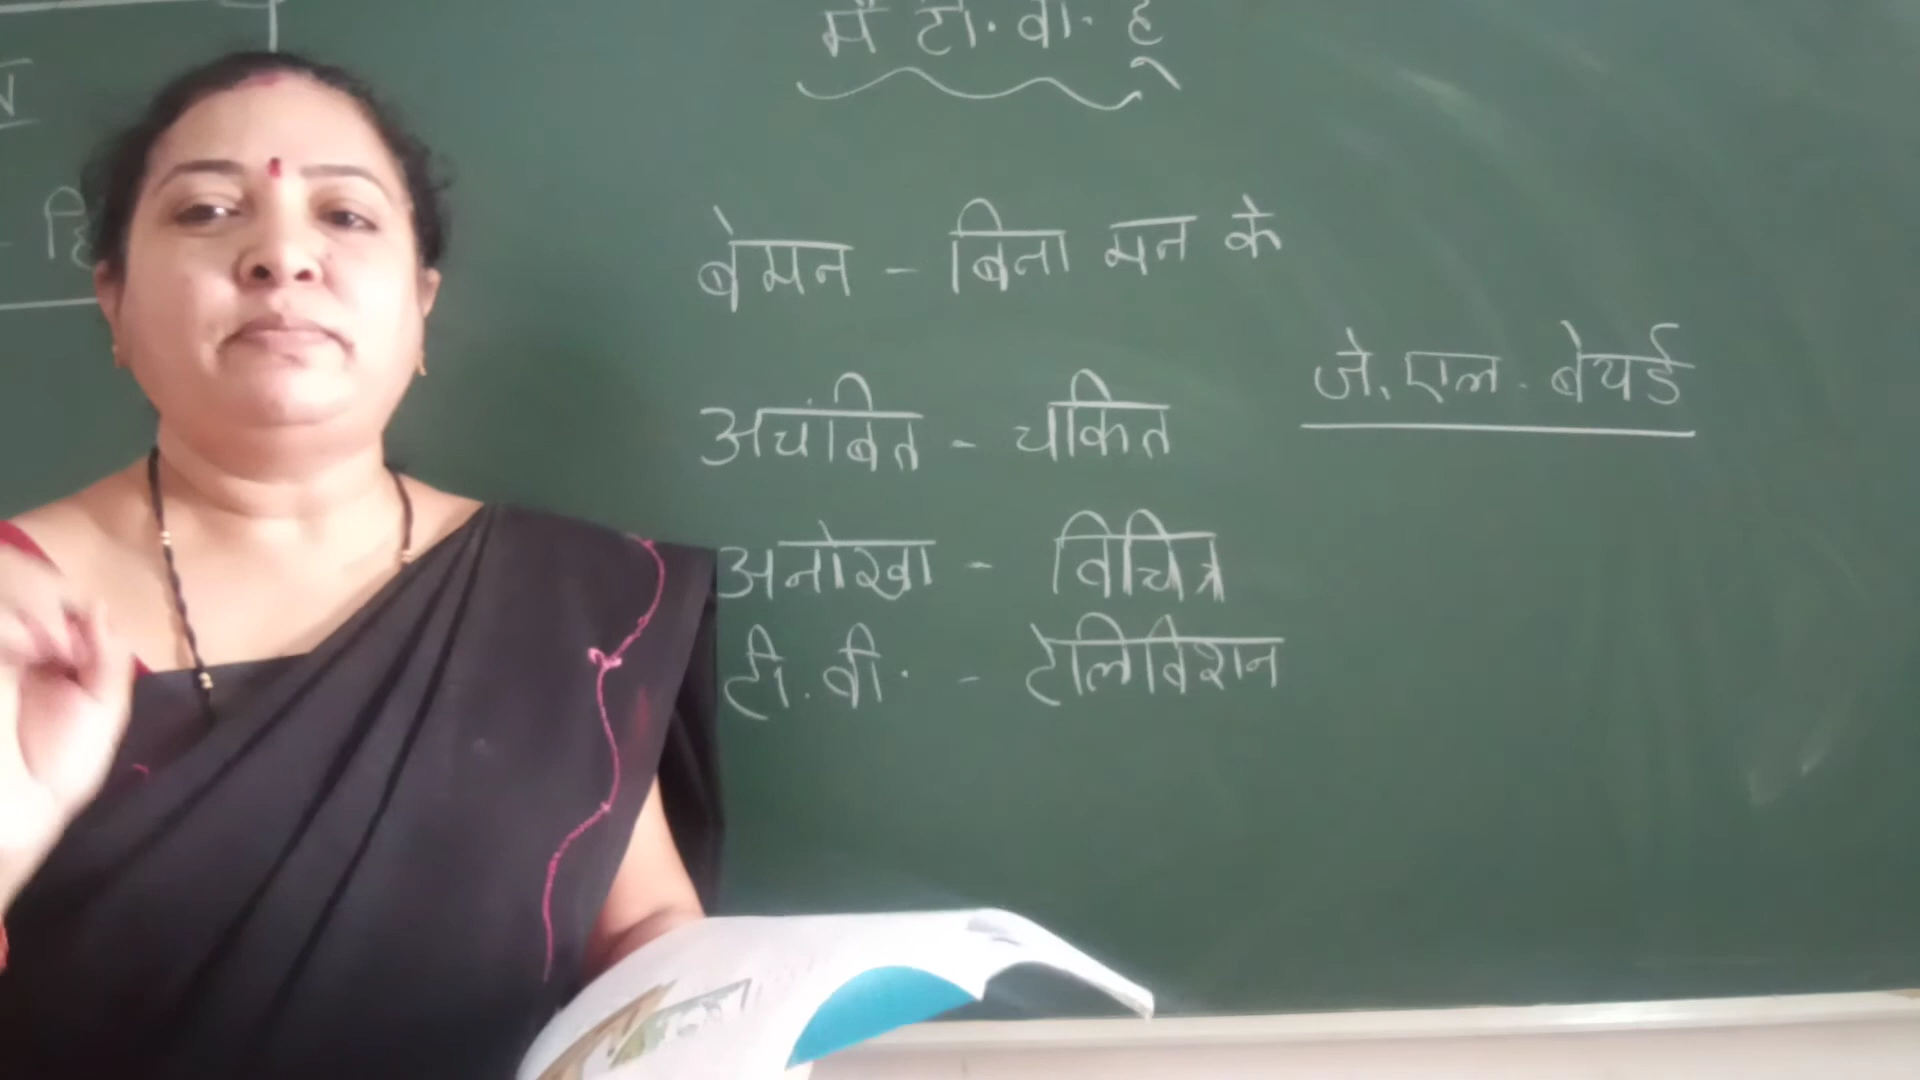 मैं टी. वी. हूँ
बेमन - बिना मन के
अचंबित - चकित
जे. एल. बेयर्ड
अनोखा - विचित्र
टी. वी. - टेलिविशन